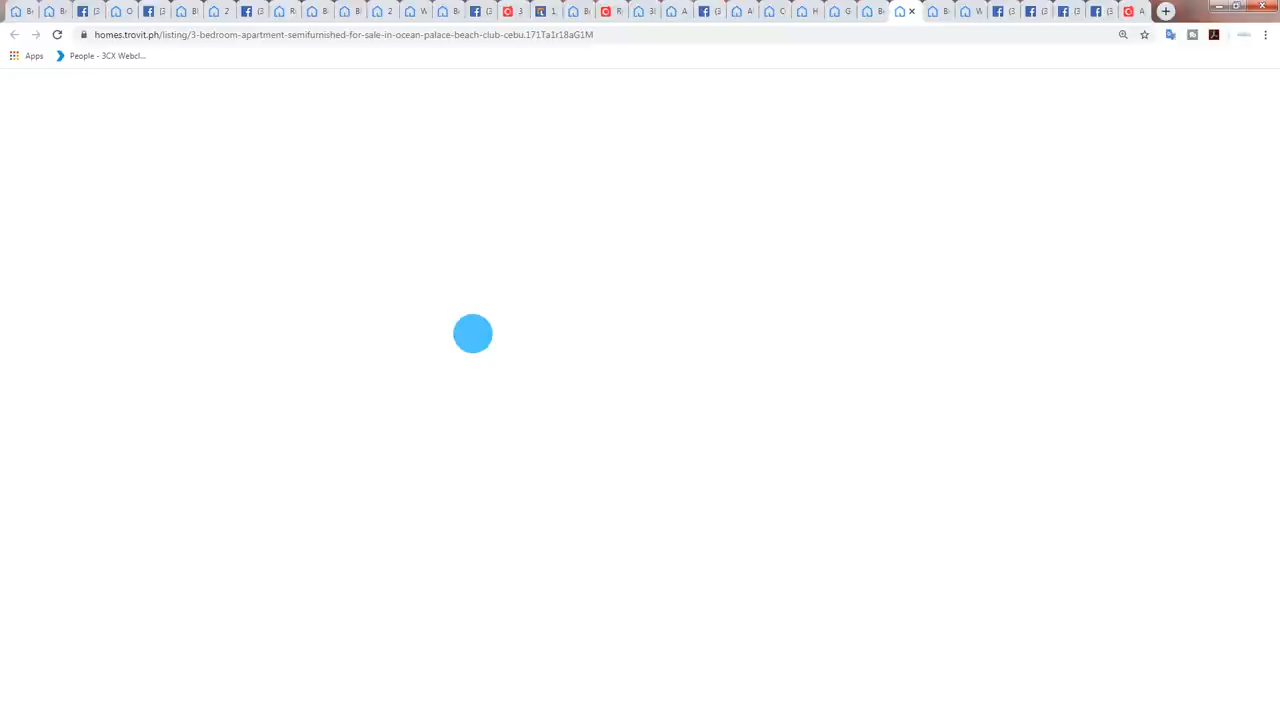 homes.trovit.ph/listing/3-bedroom-apartment-semifurnished-for-sale-in-ocean-palace-beach-club-cebu.171Ta1r18aG1M
Apps
People - 3CX Webcl...